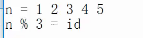 n = 1 2 3 4 5
n % 3 = id